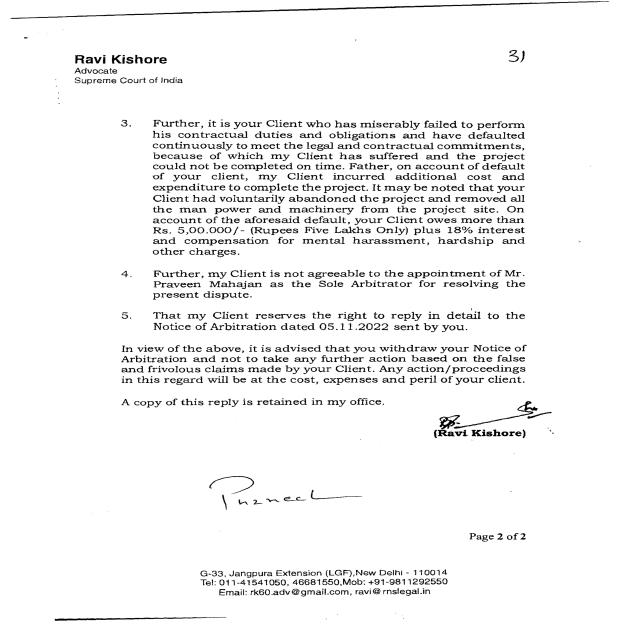 31
Ravi Kishore
Advocate
Supreme Court of India
3. Further, it is your Client who has miserably failed to perform
his contractual duties and obligations and have defaulted
continuously to meet the legal and contractual commitments,
because of which my Client has suffered and the project
could not be completed on time. Father, on account of default
of your client, my Client incurred additional cost and
expenditure to complete the project. It may be noted that your
Client had voluntarily abandoned the project and removed all
the man power and machinery from the project site. On
account of the aforesaid default, your Client owes more than
Rs. 5,00.000/- (Rupees Five Lakhs Only) plus 18% interest
and compensation for mental harassment, hardship and
other charges.
4. Further, my Client is not agreeable to the appointment of Mr.
Praveen Mahajan as the Sole Arbitrator for resolving the
present dispute.
5. That my Client reserves the right to reply in detail to the
Notice of Arbitration dated 05.11.2022 sent by you.
In view of the above, it is advised that you withdraw your Notice of
Arbitration and not to take any further action based on the false
and frivolous claims made by your Client. Any action/proceedings
in this regard will be at the cost, expenses and peril of your client.
A copy of this reply is retained in my office.
(Ravi Kishore)
Page 2 of 2
G-33, Jangpura Extension (LGF),New Delhi - 110014
Tel: 011-41541050, 46681550,Mob: +91-9811292550
Email: rk60.adv@gmail.com, ravi@rnslegal.in